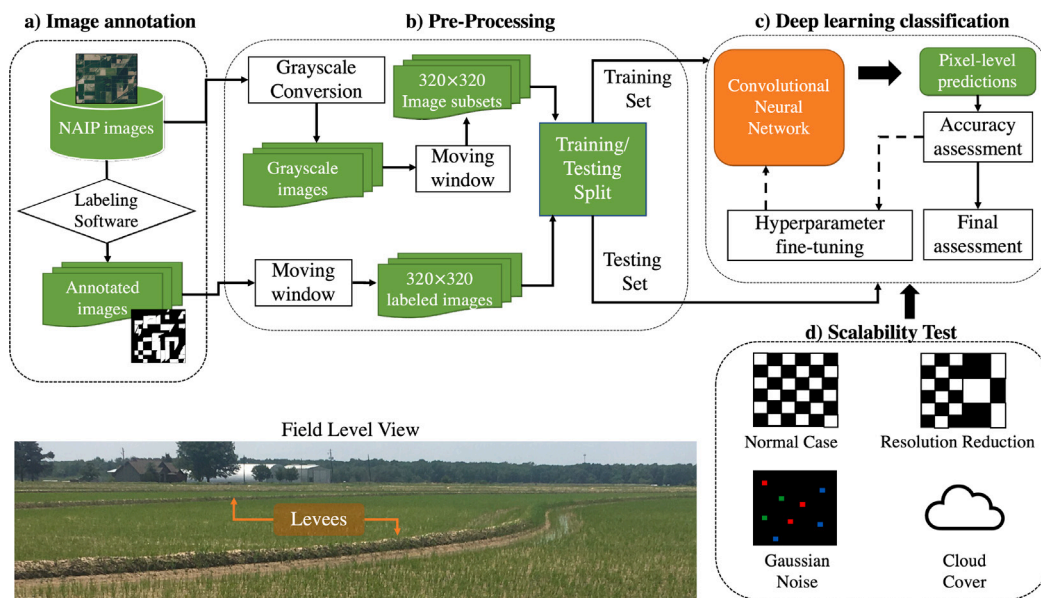 a) Image annotation
NAIP images
Labeling
Software
Annotated
images
b) Pre-Processing
Grayscale
Conversion
320×320
Image subsets
Grayscale
images
Moving
window
Training/
Testing
Split
Moving
window
320×320
labeled images
Training
Set
Testing
Set
c) Deep learning classification
Convolutional
Neural
Network
Pixel-level
predictions
Accuracy
assessment
Hyperparameter
fine-tuning
Final
assessment
d) Scalability Test
Normal Case
Resolution Reduction
Gaussian
Noise
Cloud
Cover
Field Level View
Levees